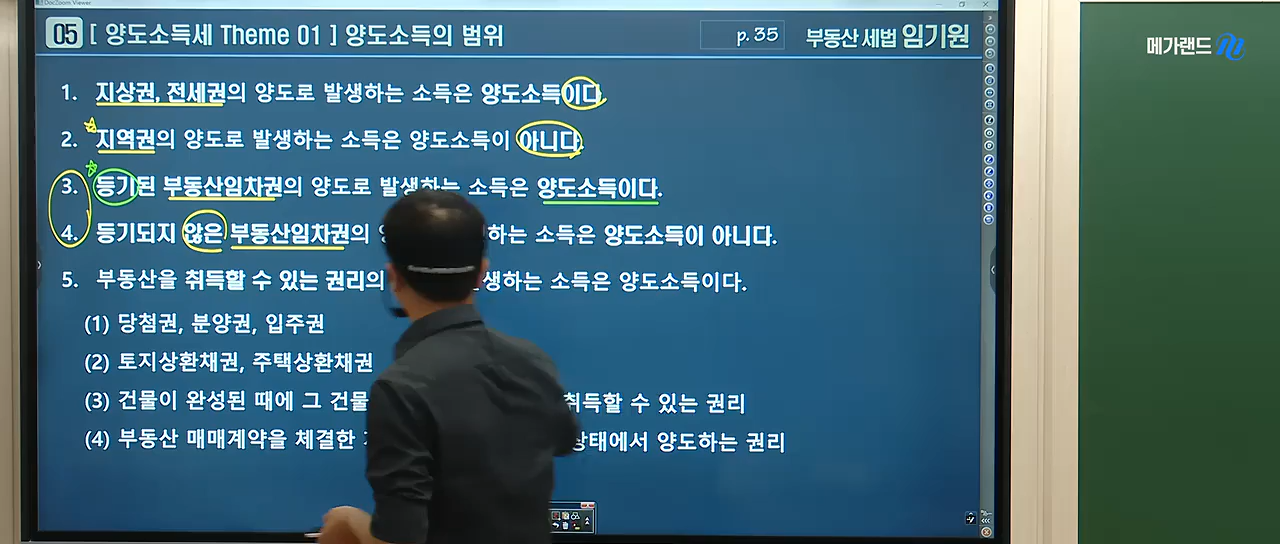 DocZoom Viewer
05 [ 양도소득세 Theme 01 ] 양도소득의 범위 p. 35 부동산 세법 임기원
메가랜드
1. 지상권, 전세권의 양도로 발생하는 소득은 양도소득이다.
2. 지역권의 양도로 발생하는 소득은 양도소득이 아니다.
3. 등기된 부동산임차권의 양도로 발생하는 소득은 양도소득이다.
4. 등기되지 않은 부동산임차권의 하는 소득은 양도소득이 아니다.
5. 부동산을 취득할 수 있는 권리의 생하는 소득은 양도소득이다.
(1) 당첨권, 분양권, 입주권
(2) 토지상환채권, 주택상환채권
(3) 건물이 완성된 때에 그 건물 취득할 수 있는 권리
(4) 부동산 매매계약을 체결한 상태에서 양도하는 권리